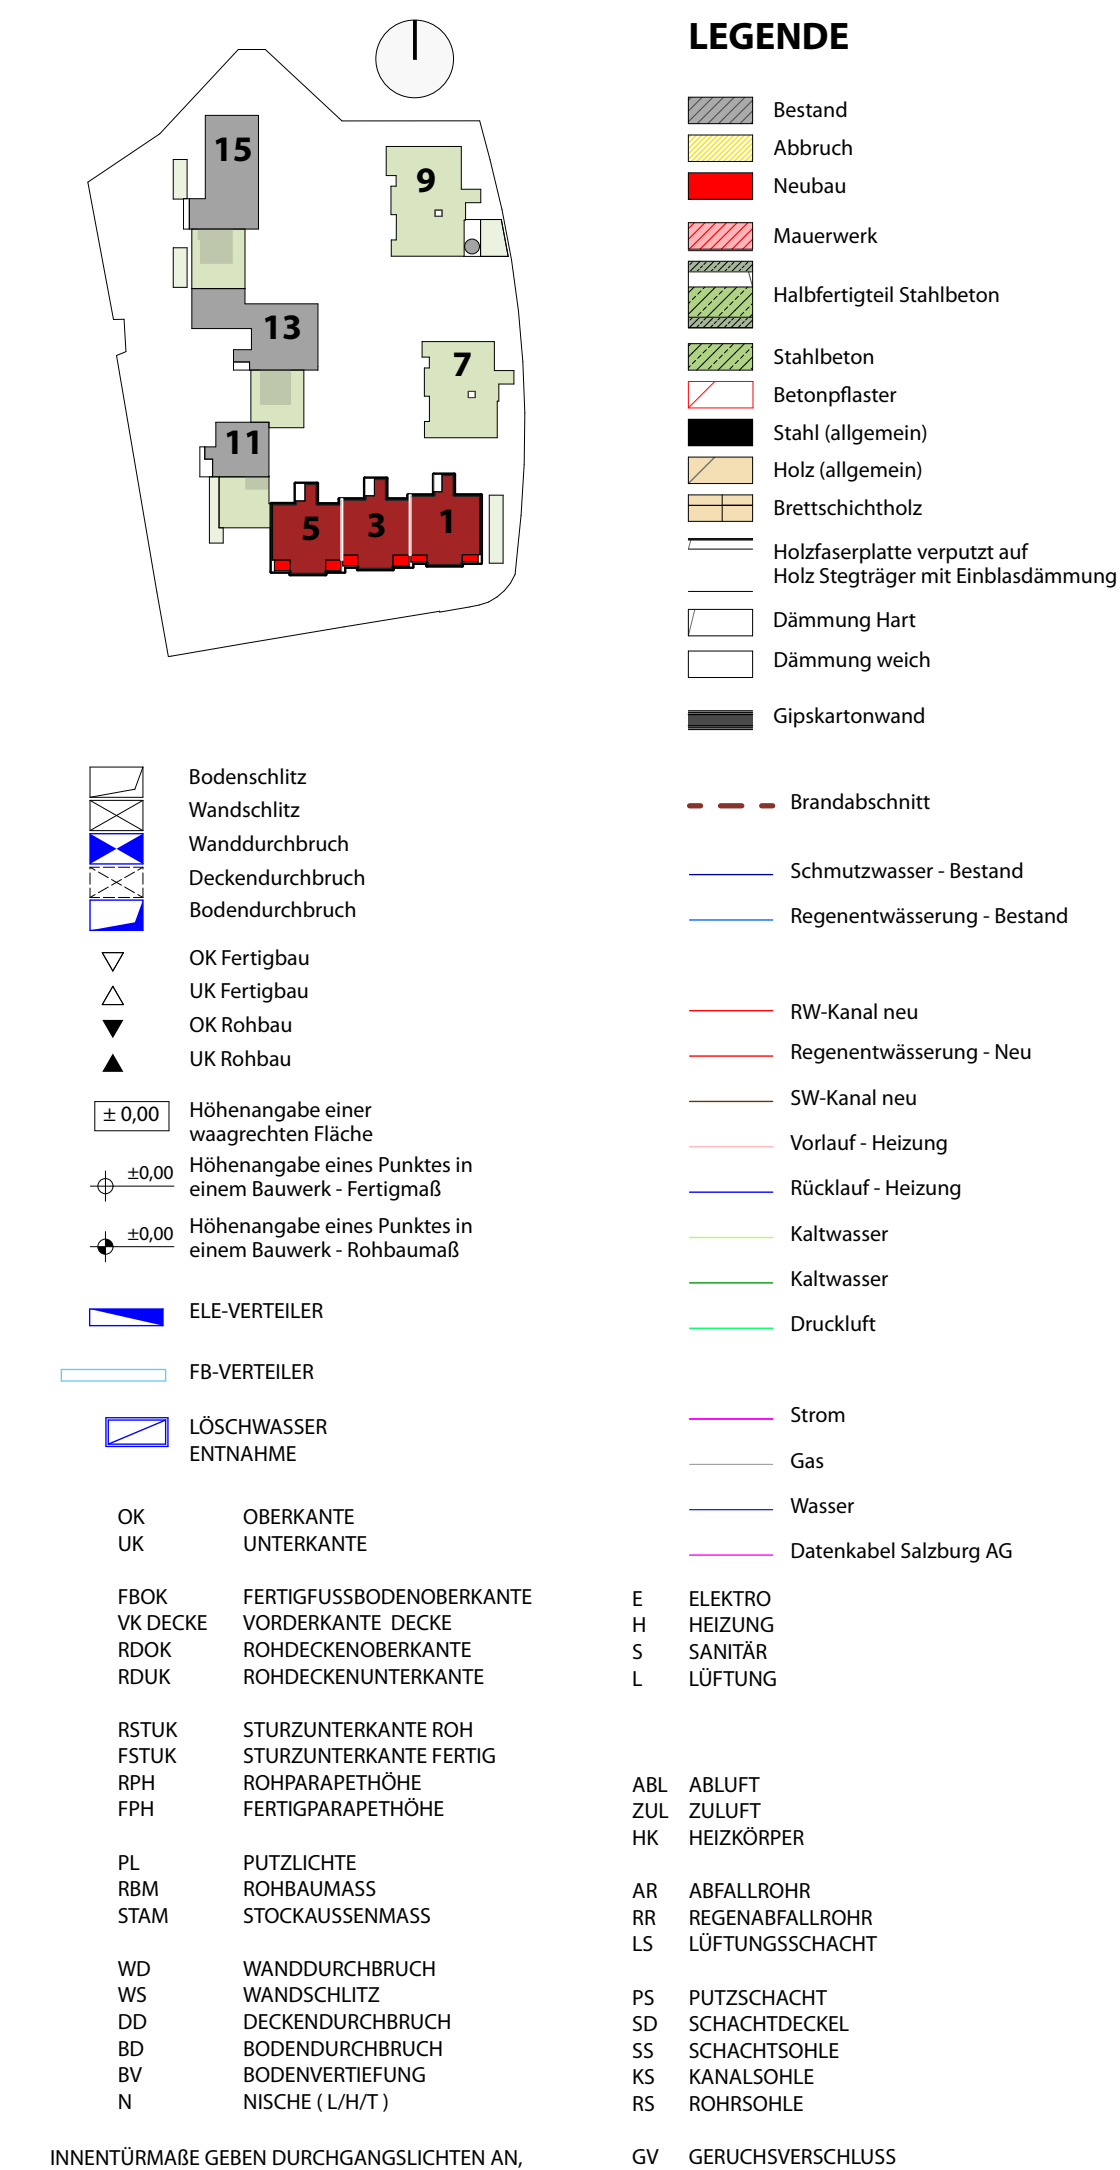 LEGENDE
15
9
13
7
11
5
3
1
Bestand
Abbruch
Neubau
Mauerwerk
Halbfertigteil Stahlbeton
Stahlbeton
Betonpflaster
Stahl (allgemein)
Holz (allgemein)
Brettschichtholz
Holzfaserplatte verputzt auf
Holz Stegträger mit Einblasdämmung
Dämmung Hart
Dämmung weich
Gipskartonwand
Bodenschlitz
Wandschlitz
Wanddurchbruch
Deckendurchbruch
Bodendurchbruch
OK Fertigbau
UK Fertigbau
OK Rohbau
UK Rohbau
± 0,00 Höhenangabe einer
waagrechten Fläche
±0,00 Höhenangabe eines Punktes in
einem Bauwerk - Fertigmaß
±0,00 Höhenangabe eines Punktes in
einem Bauwerk - Rohbaumaß
ELE-VERTEILER
FB-VERTEILER
LÖSCHWASSER
ENTNAHME
Brandabschnitt
Schmutzwasser - Bestand
Regenentwässerung - Bestand
RW-Kanal neu
Regenentwässerung - Neu
SW-Kanal neu
Vorlauf - Heizung
Rücklauf - Heizung
Kaltwasser
Kaltwasser
Druckluft
Strom
Gas
Wasser
Datenkabel Salzburg AG
OK OBERKANTE
UK UNTERKANTE
FBOK FERTIGFUSSBODENOBERKANTE
VK DECKE VORDERKANTE DECKE
RDOK ROHDECKENOBERKANTE
RDUK ROHDECKENUNTERKANTE
RSTUK STURZUNTERKANTE ROH
FSTUK STURZUNTERKANTE FERTIG
RPH ROHPARAPETHÖHE
FPH FERTIGPARAPETHÖHE
PL PUTZLICHTE
RBM ROHBAUMASS
STAM STOCKAUSSENMASS
WD WANDDURCHBRUCH
WS WANDSCHLITZ
DD DECKENDURCHBRUCH
BD BODENDURCHBRUCH
BV BODENVERTIEFUNG
N NISCHE ( L/H/T )
INNENTÜRMAßE GEBEN DURCHGANGSLICHTEN AN,
E ELEKTRO
H HEIZUNG
S SANITÄR
L LÜFTUNG
ABL ABLUFT
ZUL ZULUFT
HK HEIZKÖRPER
AR ABFALLROHR
RR REGENABFALLROHR
LS LÜFTUNGSSCHACHT
PS PUTZSCHACHT
SD SCHACHTDECKEL
SS SCHACHTSOHLE
KS KANALSOHLE
RS ROHRSOHLE
GV GERUCHSVERSCHLUSS